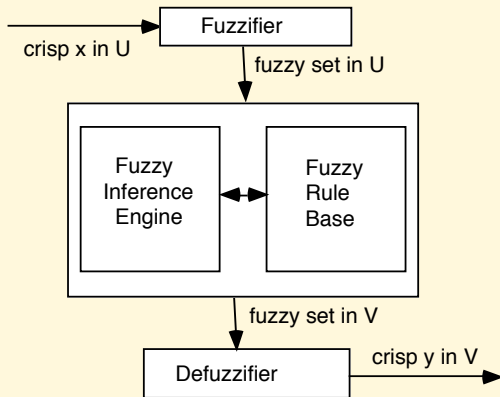 Fuzzifier
crisp x in U
fuzzy set in U
Fuzzy
Inference
Engine
Fuzzy
Rule
Base
fuzzy set in V
Defuzzifier
crisp y in V